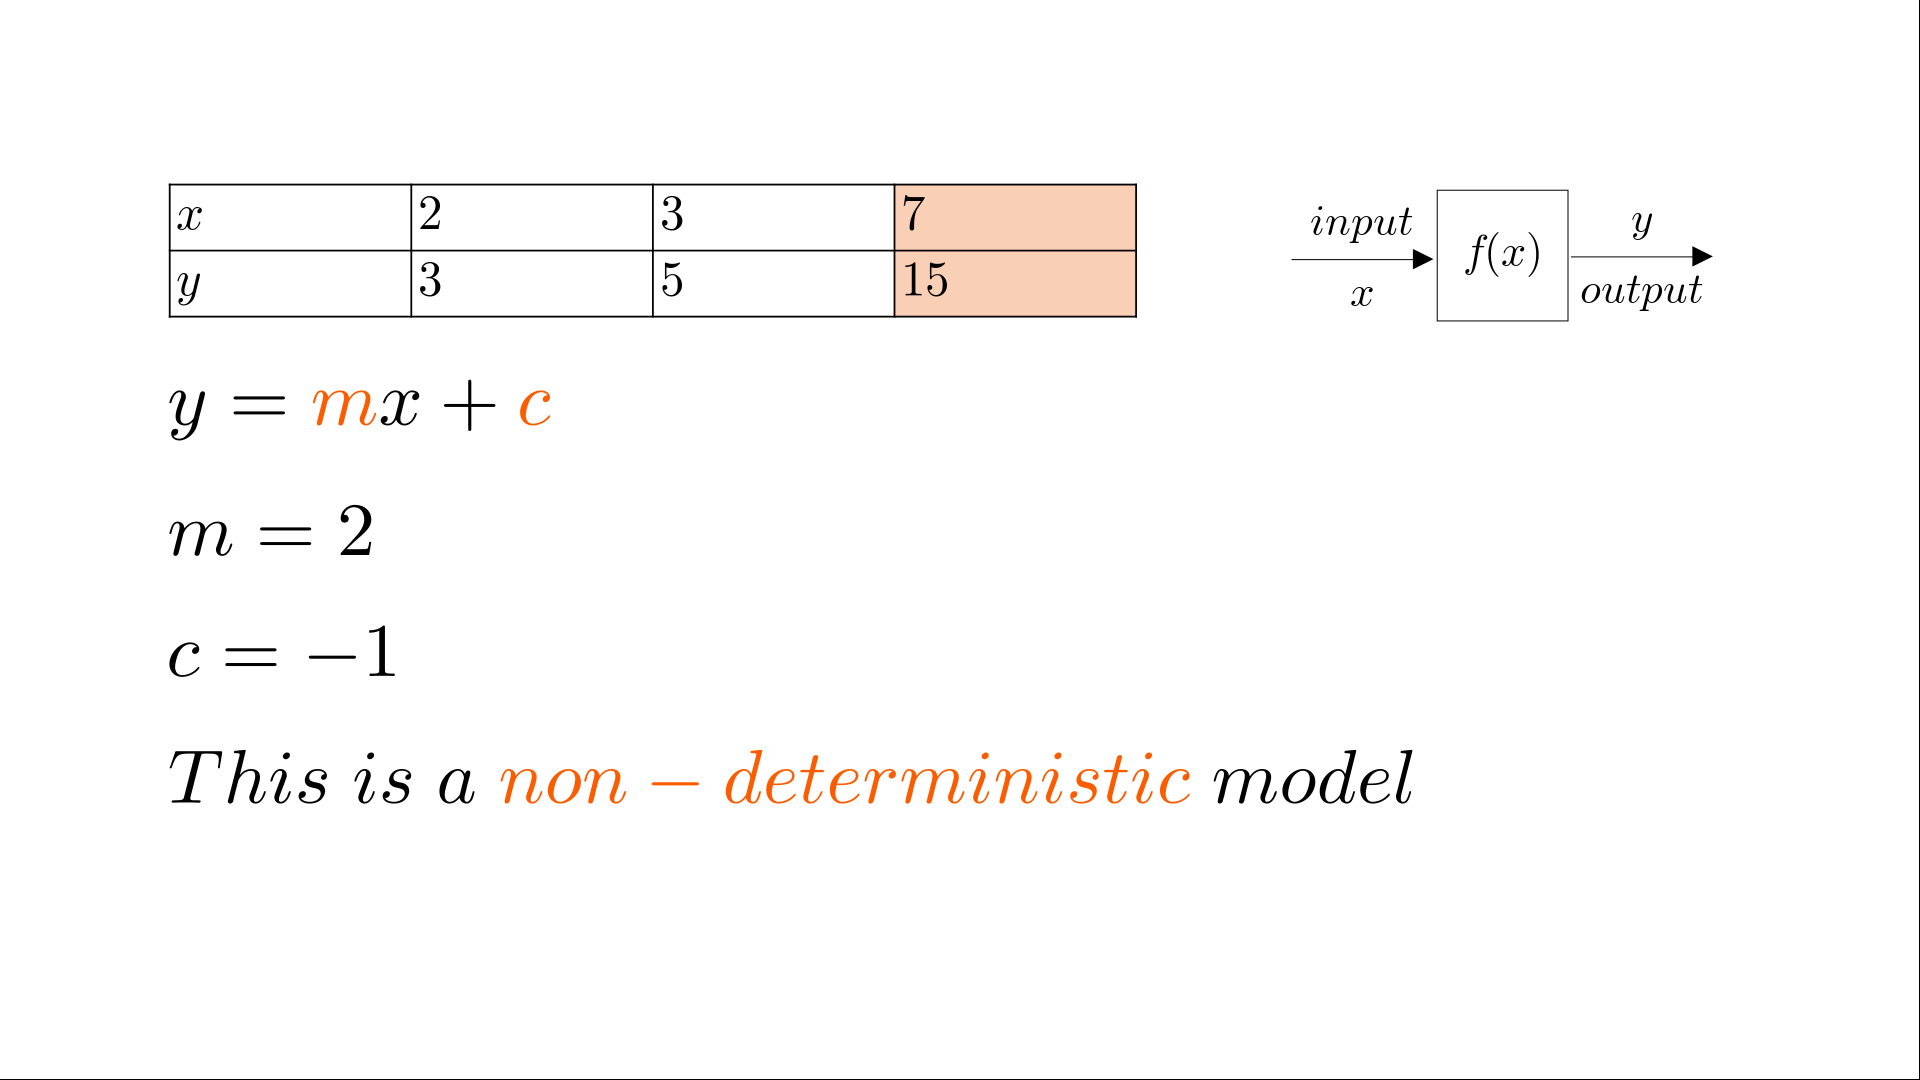 x 2 3 7
y 3 5 15
input
x
f(x)
y
output
y = mx + c
m = 2
c = −1
This is a non − deterministic model